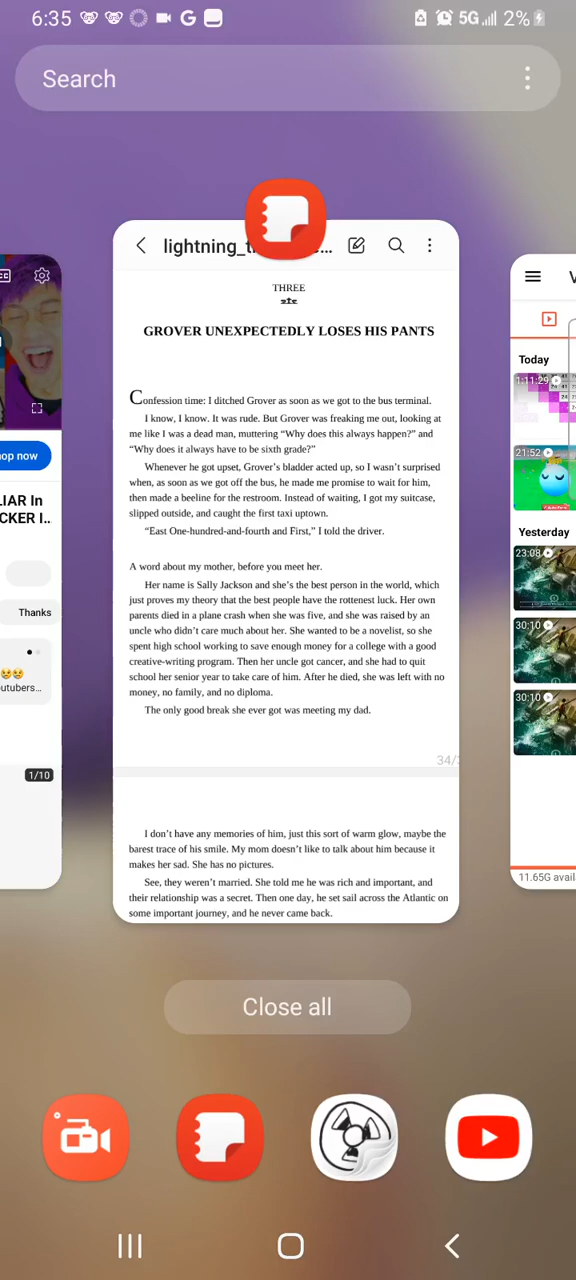 6:35
G
5G
2%
Search
lightning_t
...
THREE
GROVER UNEXPECTEDLY LOSES HIS PANTS
Confession time: I ditched Grover as soon as we got to the bus terminal.
I know, I know. It was rude. But Grover was freaking me out, looking at
me like I was a dead man, muttering “Why does this always happen?” and
“Why does it always have to be sixth grade?”
Whenever he got upset, Grover’s bladder acted up, so I wasn’t surprised
when, as soon as we got off the bus, he made me promise to wait for him,
then made a beeline for the restroom. Instead of waiting, I got my suitcase,
slipped outside, and caught the first taxi uptown.
“East One-hundred-and-fourth and First,” I told the driver.
A word about my mother, before you meet her.
Her name is Sally Jackson and she’s the best person in the world, which
just proves my theory that the best people have the rottenest luck. Her own
parents died in a plane crash when she was five, and she was raised by an
uncle who didn’t care much about her. She wanted to be a novelist, so she
spent high school working to save enough money for a college with a good
creative-writing program. Then her uncle got cancer, and she had to quit
school her senior year to take care of him. After he died, she was left with no
money, no family, and no diploma.
The only good break she ever got was meeting my dad.
34/
I don’t have any memories of him, just this sort of warm glow, maybe the
barest trace of his smile. My mom doesn’t like to talk about him because it
makes her sad. She has no pictures.
See, they weren’t married. She told me he was rich and important, and
their relationship was a secret. Then one day, he set sail across the Atlantic on
some important journey, and he never came back.
op now
LIAR In
CKER I..
Thanks
utubers...
1/10
V
Today
1:11:29
21:52
Yesterday
23:08
30:10
30:10
11.65G avail
Close all